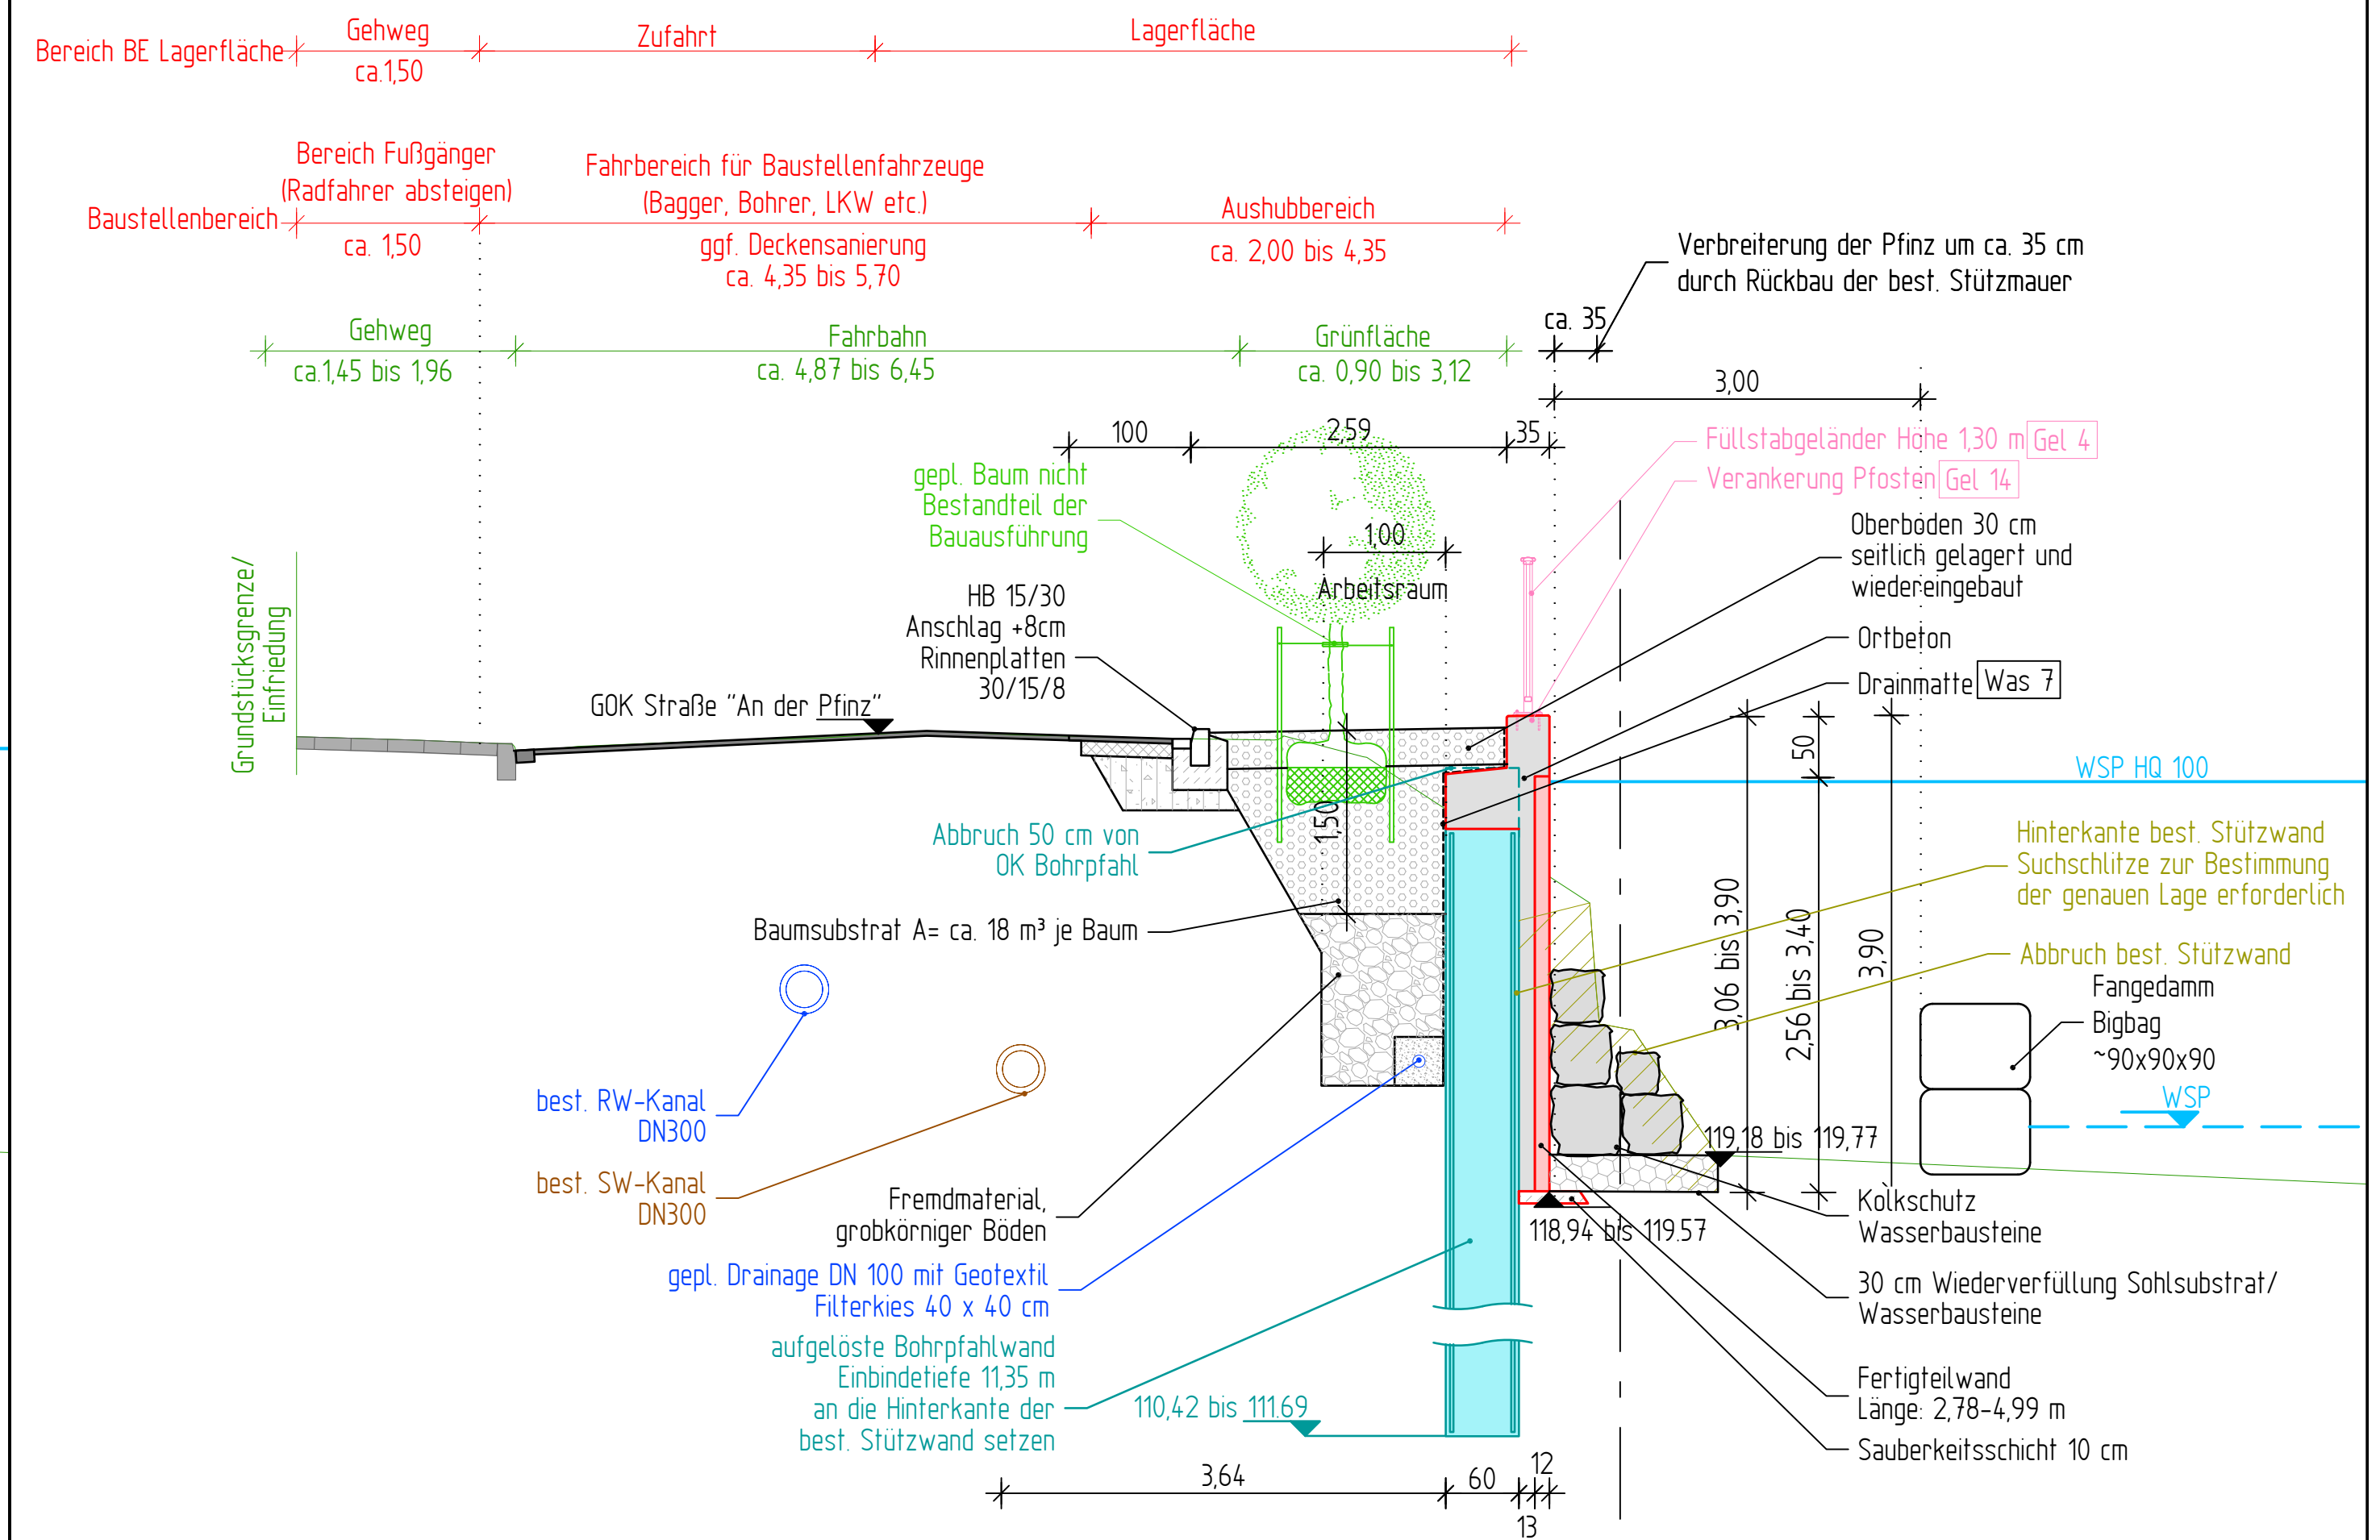 Bereich BE Lagerfläche
Gehweg
ca.1,50
Zufahrt
Lagerfläche
Baustellenbereich
Bereich Fußgänger
(Radfahrer absteigen)
ca. 1,50
Fahrbereich für Baustellenfahrzeuge
(Bagger, Bohrer, LKW etc.)
ggf. Deckensanierung
ca. 4,35 bis 5,70
Aushubbereich
ca. 2,00 bis 4,35
Verbreiterung der Pfinz um ca. 35 cm
durch Rückbau der best. Stützmauer
Gehweg
ca.1,45 bis 1,96
Fahrbahn
ca. 4,87 bis 6,45
Grünfläche
ca. 0,90 bis 3,12
ca. 35
3,00
100
2,59
35
Füllstabgeländer Höhe 1,30 m Gel 4
Verankerung Pfosten Gel 14
gepl. Baum nicht
Bestandteil der
Bauausführung
1,00
Arbeitsraum
Oberboden 30 cm
seitlich gelagert und
wiedereingebaut
Grundstücksgrenze/
Einfriedung
HB 15/30
Anschlag +8cm
Rinnenplatten
30/15/8
Ortbeton
Drainmatte Was 7
GOK Straße "An der Pfinz"
50
WSP HQ 100
1,50
Abbruch 50 cm von
OK Bohrpfahl
Hinterkante best. Stützwand
Suchschlitze zur Bestimmung
der genauen Lage erforderlich
3,06 bis 3,90
2,56 bis 3,40
3,90
Baumsubstrat A= ca. 18 m³ je Baum
Abbruch best. Stützwand
Fangedamm
Bigbag
~90x90x90
WSP
best. RW-Kanal
DN300
119,18 bis 119,77
best. SW-Kanal
DN300
Fremdmaterial,
grobkörniger Böden
118,94 bis 119.57
Kolkschutz
Wasserbausteine
gepl. Drainage DN 100 mit Geotextil
Filterkies 40 x 40 cm
30 cm Wiederverfüllung Sohlsubstrat/
Wasserbausteine
aufgelöste Bohrpfahlwand
Einbindetiefe 11,35 m
an die Hinterkante der
best. Stützwand setzen
110,42 bis 111.69
Fertigteilwand
Länge: 2,78-4,99 m
Sauberkeitsschicht 10 cm
3,64
60
12
13